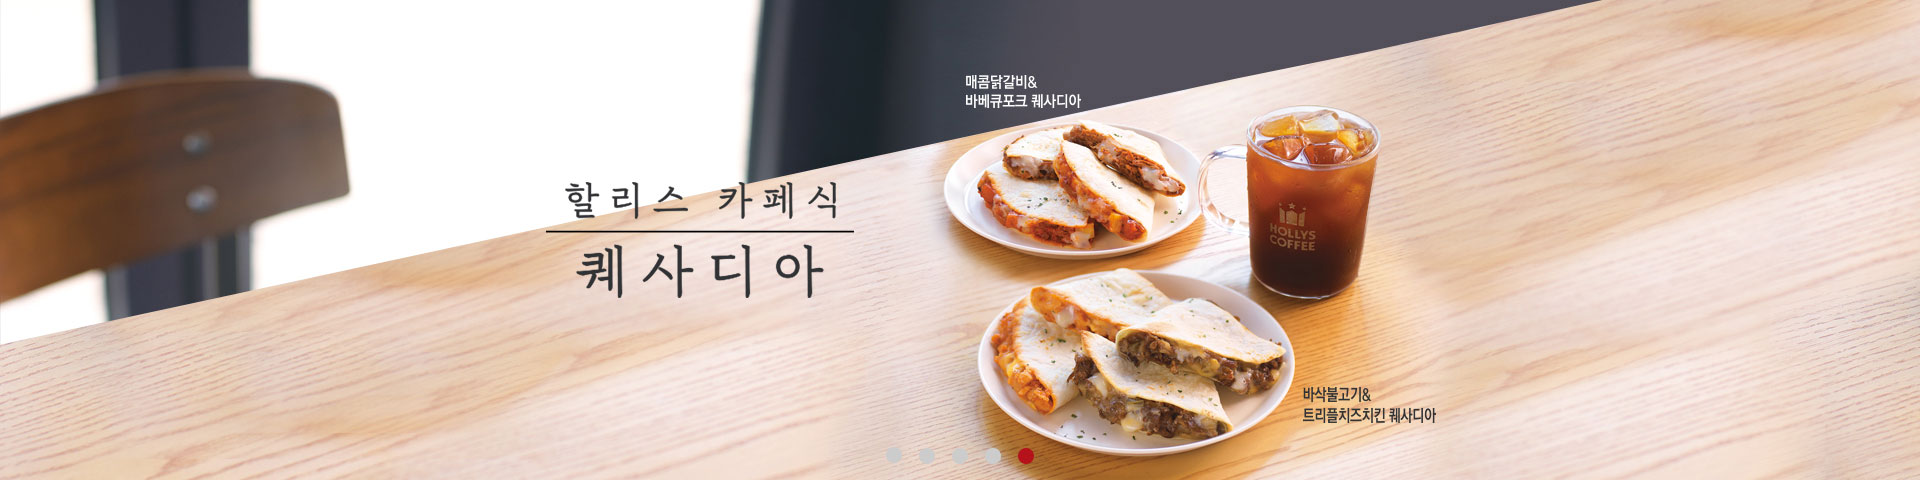 매콤닭갈비&
바베큐포크 퀘사디아
할리스 카페식
퀘사디아
HOLLYS
COFFEE
바삭불고기&
트리플치즈치킨 퀘사디아